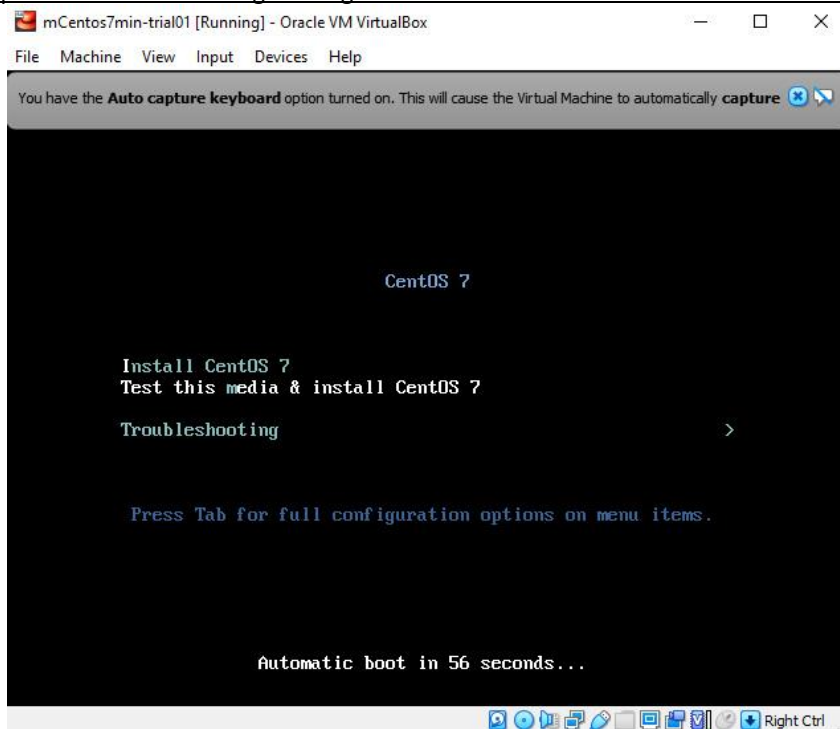 mCentos7min-trial01 [Running] - Oracle VM VirtualBox
File Machine View Input Devices Help
You have the Auto capture keyboard option turned on. This will cause the Virtual Machine to automatically capture
CentOS 7
Install CentOS 7
Test this media & install CentOS 7
Troubleshooting >
Press Tab for full configuration options on menu items.
Automatic boot in 56 seconds...
Right Ctrl